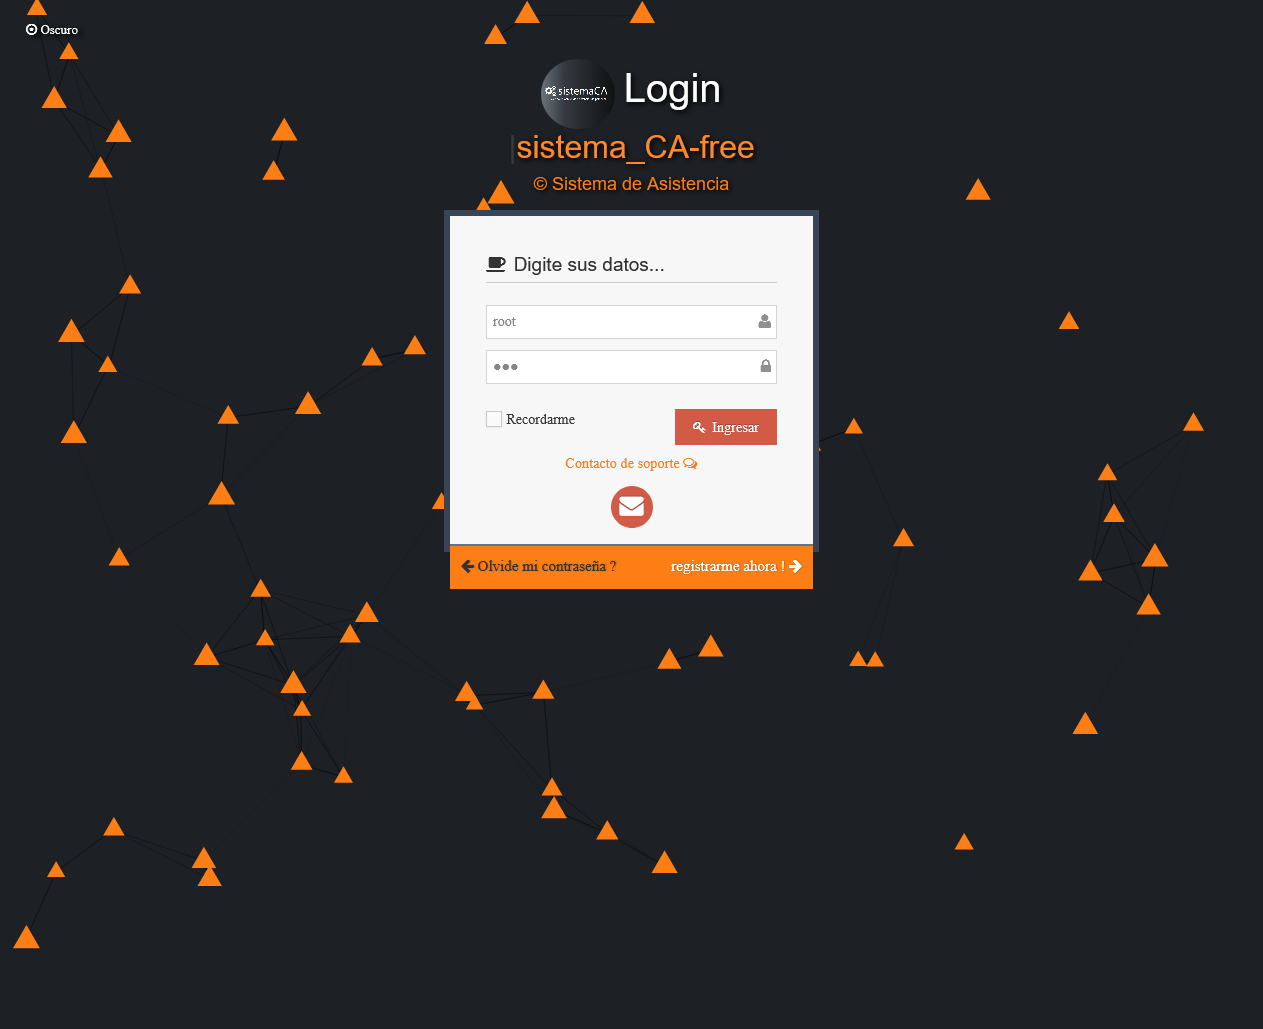 Oscuro
sistemaCA
Login
sistema_CA-free
© Sistema de Asistencia
Digite sus datos...
root
Recordarme
Ingresar
Contacto de soporte
Olvide mi contraseña ?
registrarme ahora !